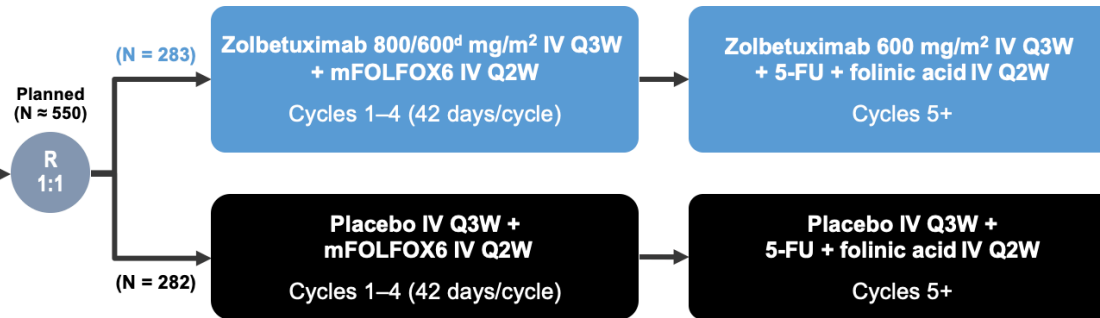 Planned
(N ≈ 550)
R
1:1
(N = 283)
Zolbetuximab 800/600ᵈ mg/m² IV Q3W
+ mFOLFOX6 IV Q2W
Cycles 1–4 (42 days/cycle)
Zolbetuximab 600 mg/m² IV Q3W
+ 5-FU + folinic acid IV Q2W
Cycles 5+
(N = 282)
Placebo IV Q3W +
mFOLFOX6 IV Q2W
Cycles 1–4 (42 days/cycle)
Placebo IV Q3W +
5-FU + folinic acid IV Q2W
Cycles 5+